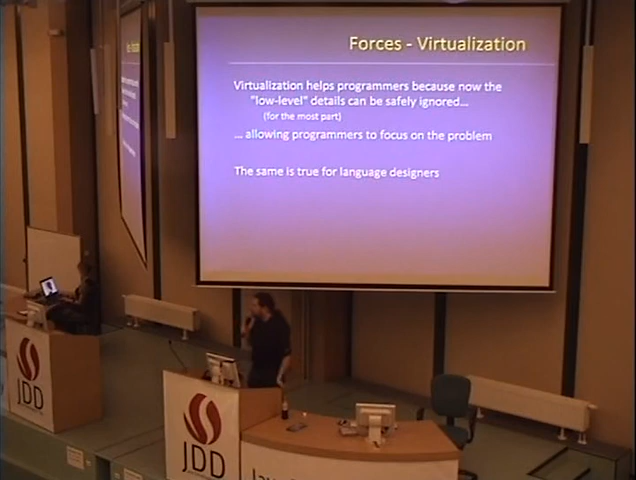 Forces - Virtualization
Virtualization helps programmers because now the
"low-level" details can be safely ignored...
(for the most part)
... allowing programmers to focus on the problem
The same is true for language designers
JDD
JDD